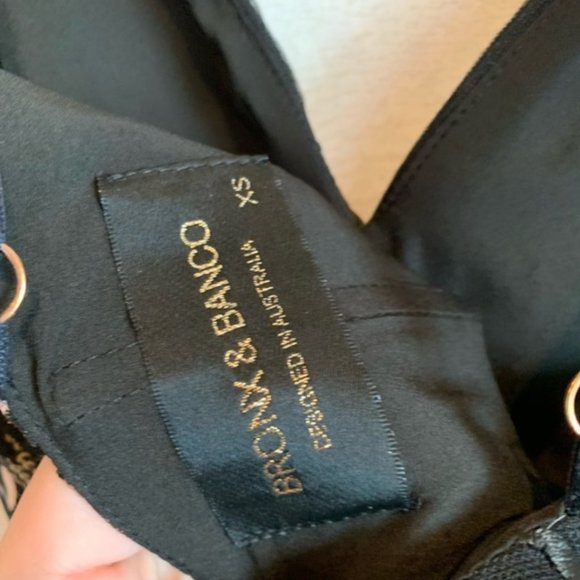 BRONX & BANCO
DESIGNED IN AUSTRALIA
XS